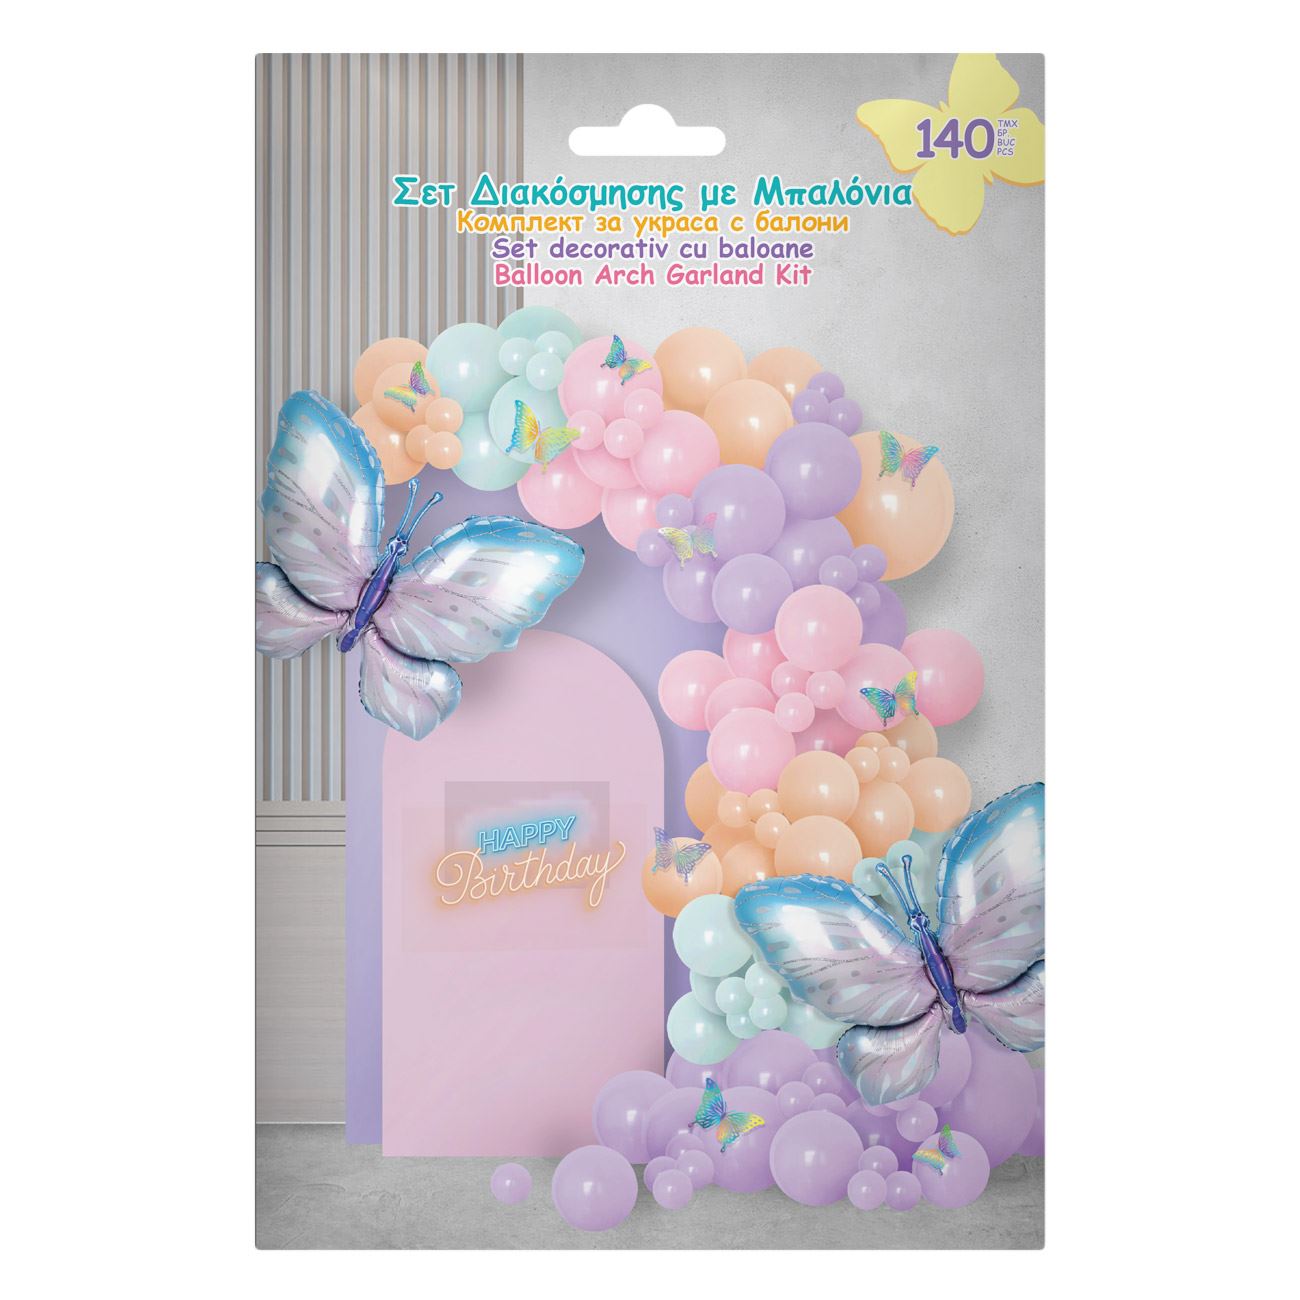 140 ΤΜΧ
БР.
BUC
PCS
Σετ Διακόσμησης με Μπαλόνια
Комплект за украса с балони
Set decorativ cu baloane
Balloon Arch Garland Kit
HAPPY
Birthday